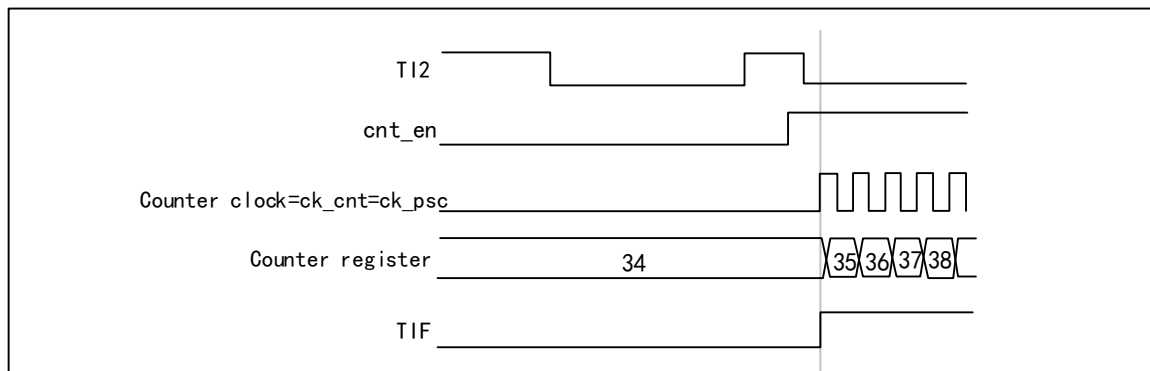 TI2
cnt_en
Counter clock=ck_cnt=ck_psc
Counter register
34
35
36
37
38
TIF